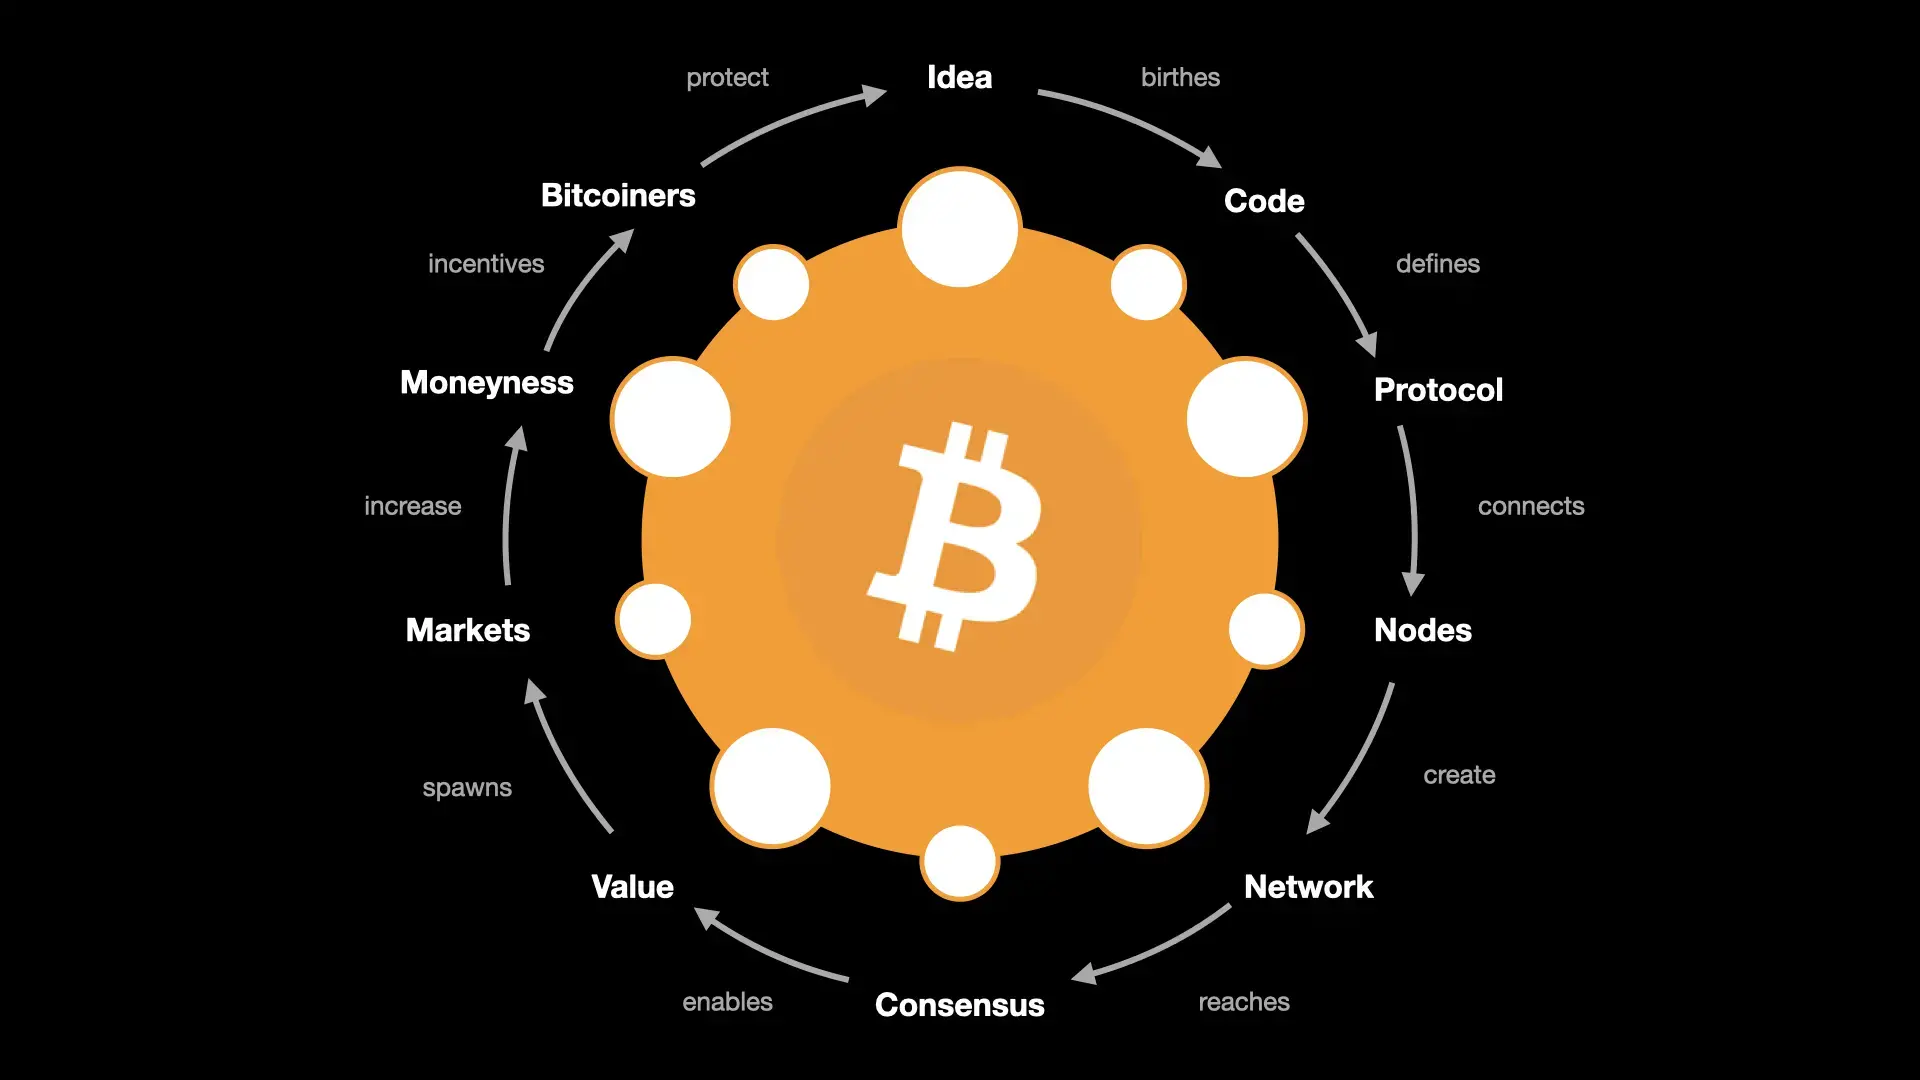 Idea
birthes
Code
defines
Protocol
connects
Nodes
create
Network
reaches
Consensus
enables
Value
spawns
Markets
increase
Moneyness
incentives
Bitcoiners
protect